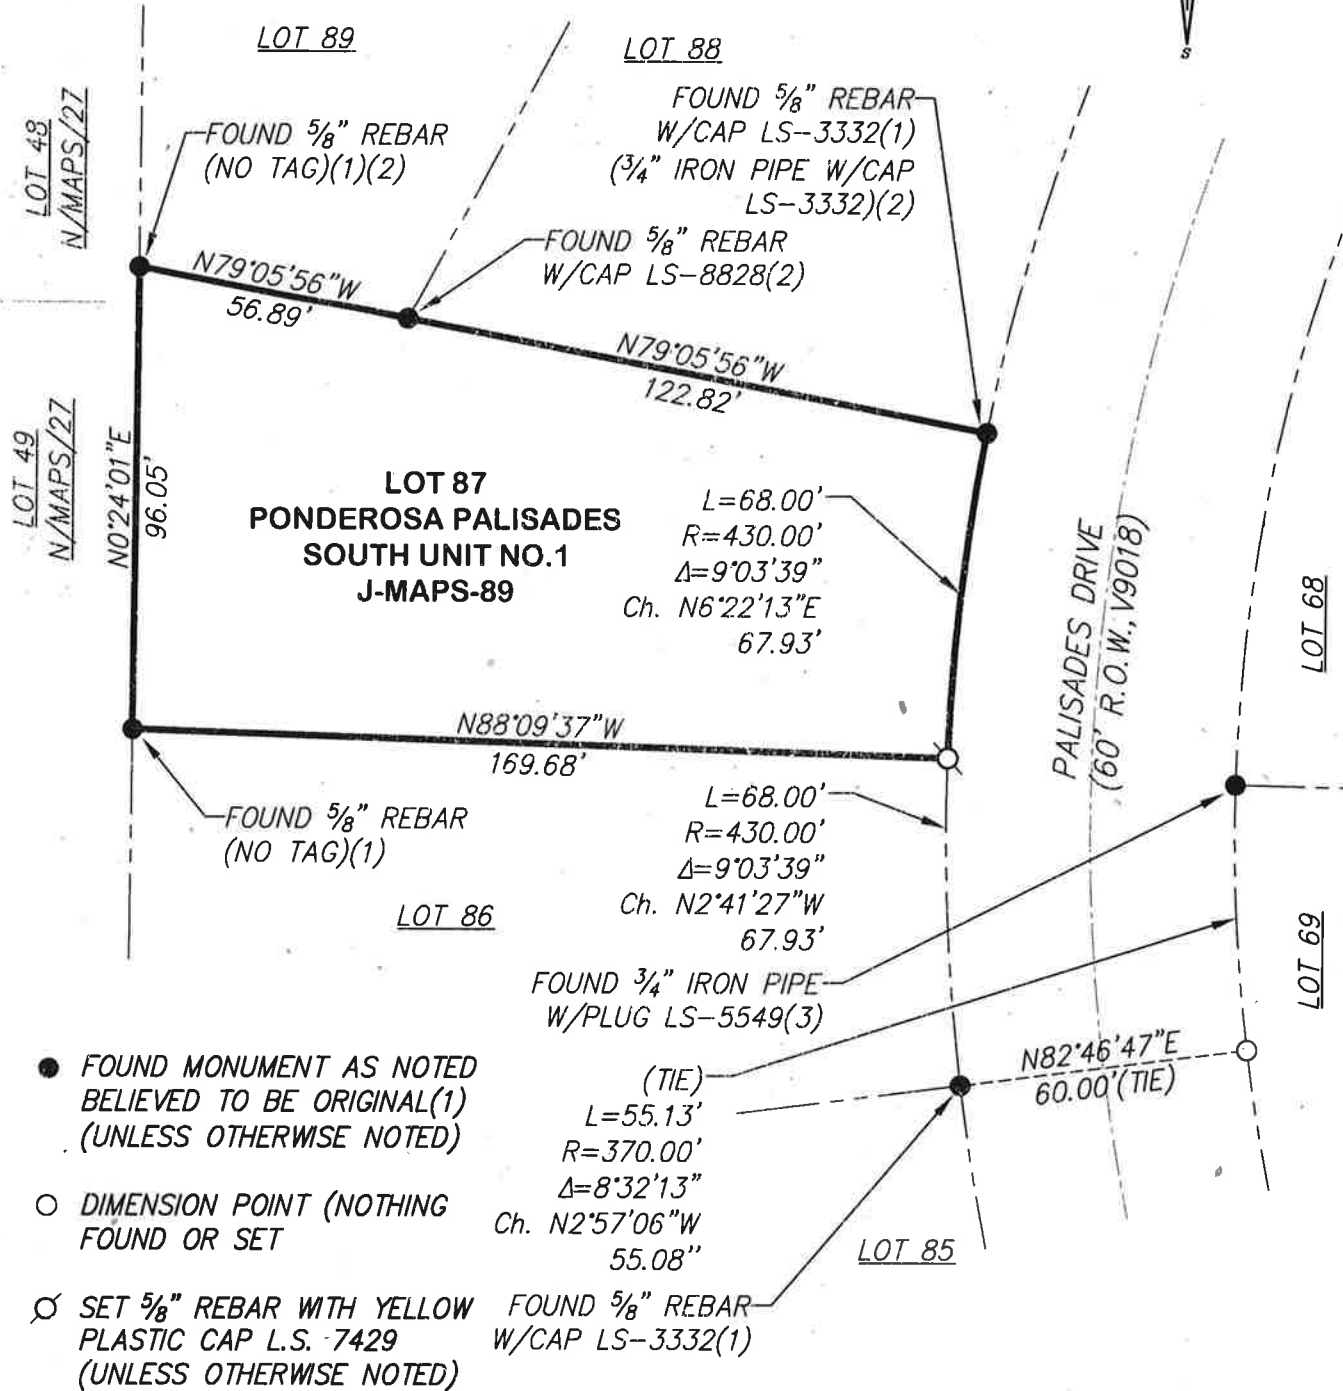 S
LOT 89
LOT 88
LOT 48
N/MAPS/27
FOUND 5/8" REBAR
(NO TAG)(1)(2)
FOUND 5/8" REBAR
W/CAP LS-3332(1)
(3/4" IRON PIPE W/CAP
LS-3332)(2)
FOUND 5/8" REBAR
W/CAP LS-8828(2)
N79°05'56"W
56.89'
N79°05'56"W
122.82'
LOT 49
N/MAPS/27
N0°24'01"E
96.05'
LOT 87
PONDEROSA PALISADES
SOUTH UNIT NO.1
J-MAPS-89
L=68.00'
R=430.00'
Δ=9°03'39"
Ch. N6°22'13"E
67.93'
PALISADES DRIVE
(60' R.O.W., V9018)
LOT 68
N88°09'37"W
169.68'
FOUND 5/8" REBAR
(NO TAG)(1)
L=68.00'
R=430.00'
Δ=9°03'39"
Ch. N2°41'27"W
67.93'
LOT 86
FOUND 3/4" IRON PIPE
W/PLUG LS-5549(3)
LOT 69
N82°46'47"E
60.00'(TIE)
(TIE)
L=55.13'
R=370.00'
Δ=8°32'13"
Ch. N2°57'06"W
55.08"
LOT 85
FOUND 5/8" REBAR
W/CAP LS-3332(1)
● FOUND MONUMENT AS NOTED
BELIEVED TO BE ORIGINAL(1)
(UNLESS OTHERWISE NOTED)
○ DIMENSION POINT (NOTHING
FOUND OR SET
SET 5/8" REBAR WITH YELLOW
PLASTIC CAP L.S. 7429
(UNLESS OTHERWISE NOTED)